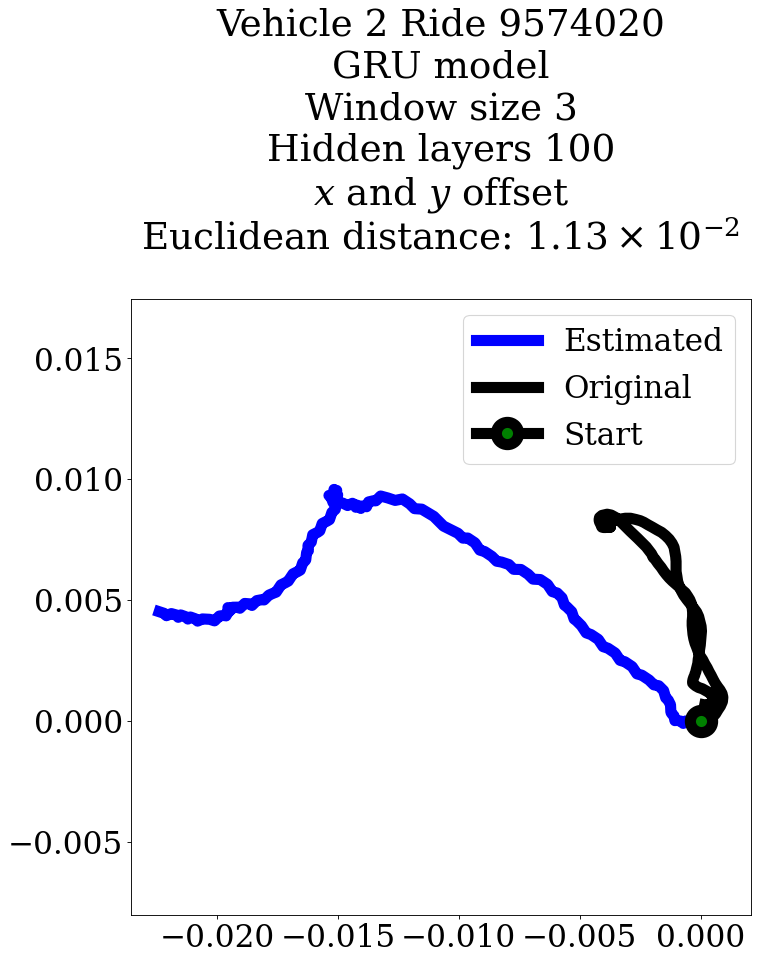 Vehicle 2 Ride 9574020
GRU model
Window size 3
Hidden layers 100
x and y offset
Euclidean distance: 1.13 × 10⁻²
Estimated
Original
Start
0.015
0.010
0.005
0.000
−0.005
−0.020 −0.015 −0.010 −0.005 0.000